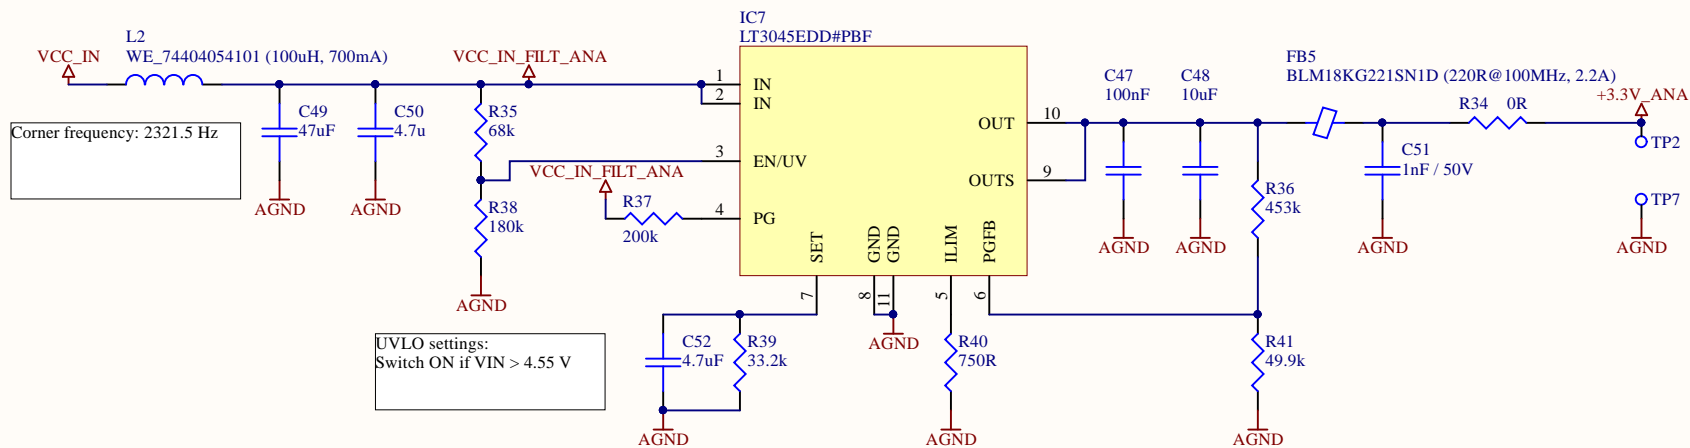 IC7
LT3045EDD#PBF
L2
WE_74404054101 (100uH, 700mA)
VCC_IN
VCC_IN_FILT_ANA
C49
47uF
C50
4.7u
R35
68k
Corner frequency: 2321.5 Hz
AGND
AGND
R38
180k
AGND
VCC_IN_FILT_ANA
R37
200k
1
2
3
4
IN
IN
EN/UV
PG
SET
GND
GND
ILIM
PGFB
OUT
OUTS
10
9
7
8
11
5
6
C47
100nF
C48
10uF
FB5
BLM18KG221SN1D (220R@100MHz, 2.2A)
R34
0R
+3.3V_ANA
TP2
C51
1nF / 50V
R36
453k
TP7
AGND
AGND
AGND
AGND
UVLO settings:
Switch ON if VIN > 4.55 V
C52
4.7uF
R39
33.2k
AGND
AGND
R40
750R
AGND
R41
49.9k
AGND